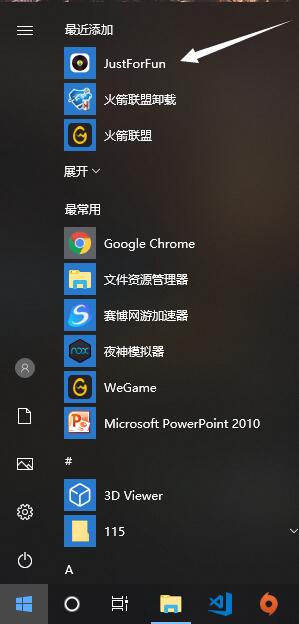 最近添加
JustForFun
火箭联盟卸载
火箭联盟
展开
最常用
Google Chrome
文件资源管理器
赛博网游加速器
夜神模拟器
nox
WeGame
Microsoft PowerPoint 2010
#
3D Viewer
115
A